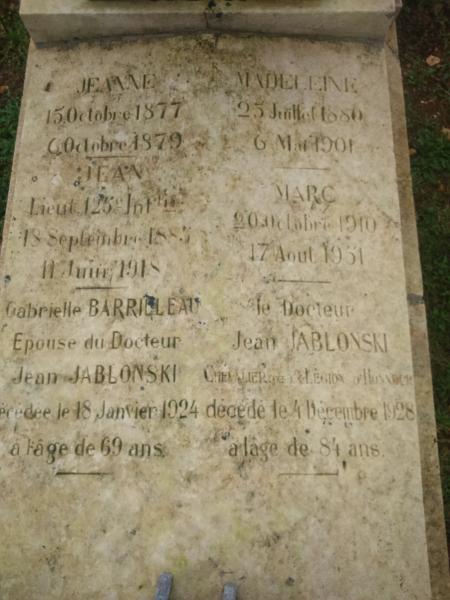 JEANNE
15 Octobre 1877
6 Octobre 1879
JEAN
Lieut. 125e Inf.ie
18 Septembre 1885
11 Juin 1918
Gabrielle BARRILLEAU
Epouse du Docteur
Jean JABLONSKI
décédée le 18 Janvier 1924
à l'âge de 69 ans.
MADELEINE
25 Juillet 1880
6 Mai 1901
MARC
20 Octobre 1910
17 Aout 1931
le Docteur
Jean JABLONSKI
CHEVALIER DE LA LÉGION D'HONNEUR
décédé le 4 Décembre 1928
à l'âge de 84 ans.